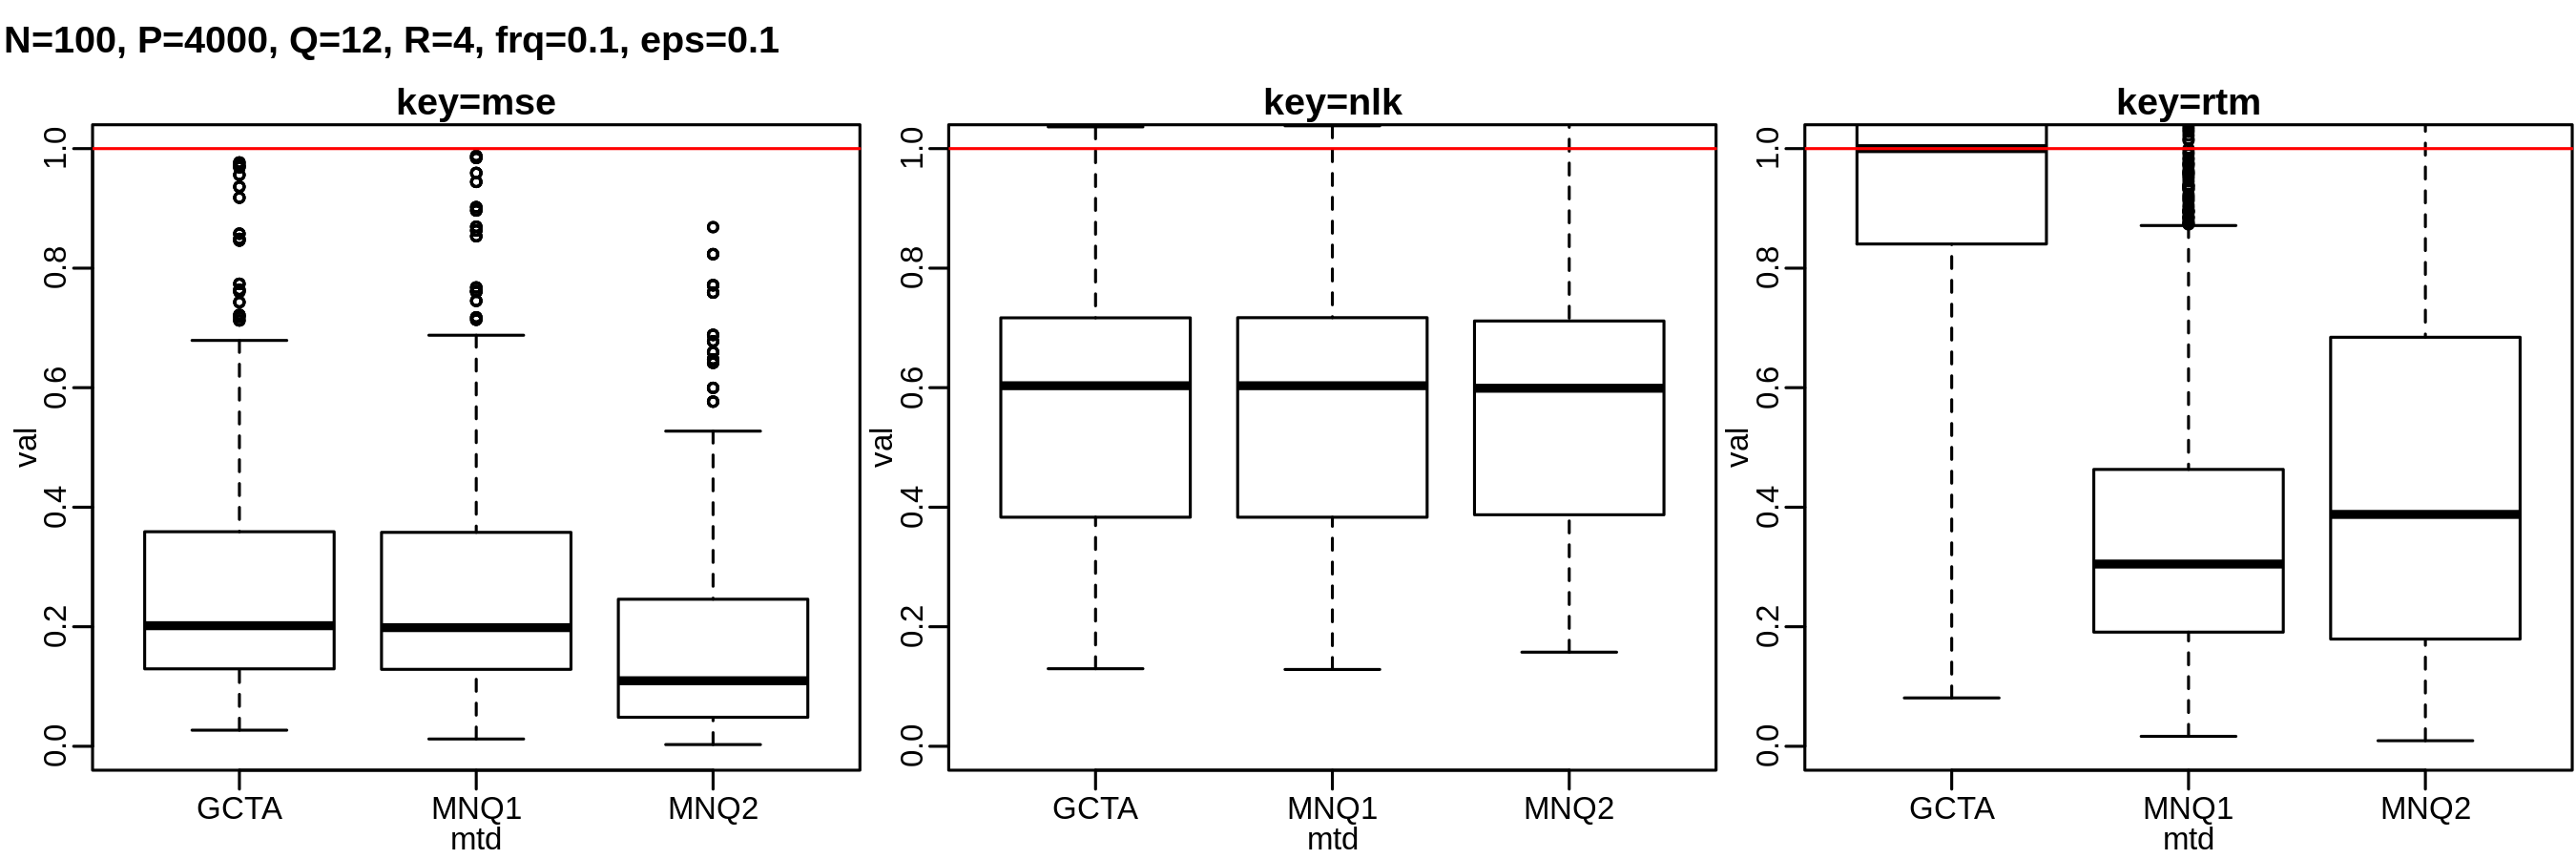 N=100, P=4000, Q=12, R=4, frq=0.1, eps=0.1
key=mse
val
1.0
0.8
0.6
0.4
0.2
0.0
GCTA MNQ1 MNQ2
mtd
key=nlk
val
1.0
0.8
0.6
0.4
0.2
0.0
GCTA MNQ1 MNQ2
mtd
key=rtm
val
1.0
0.8
0.6
0.4
0.2
0.0
GCTA MNQ1 MNQ2
mtd